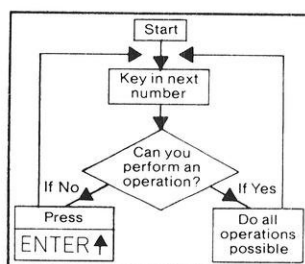 Start
Key in next
number
Can you
perform an
operation?
If No
If Yes
Press
ENTER↑
Do all
operations
possible